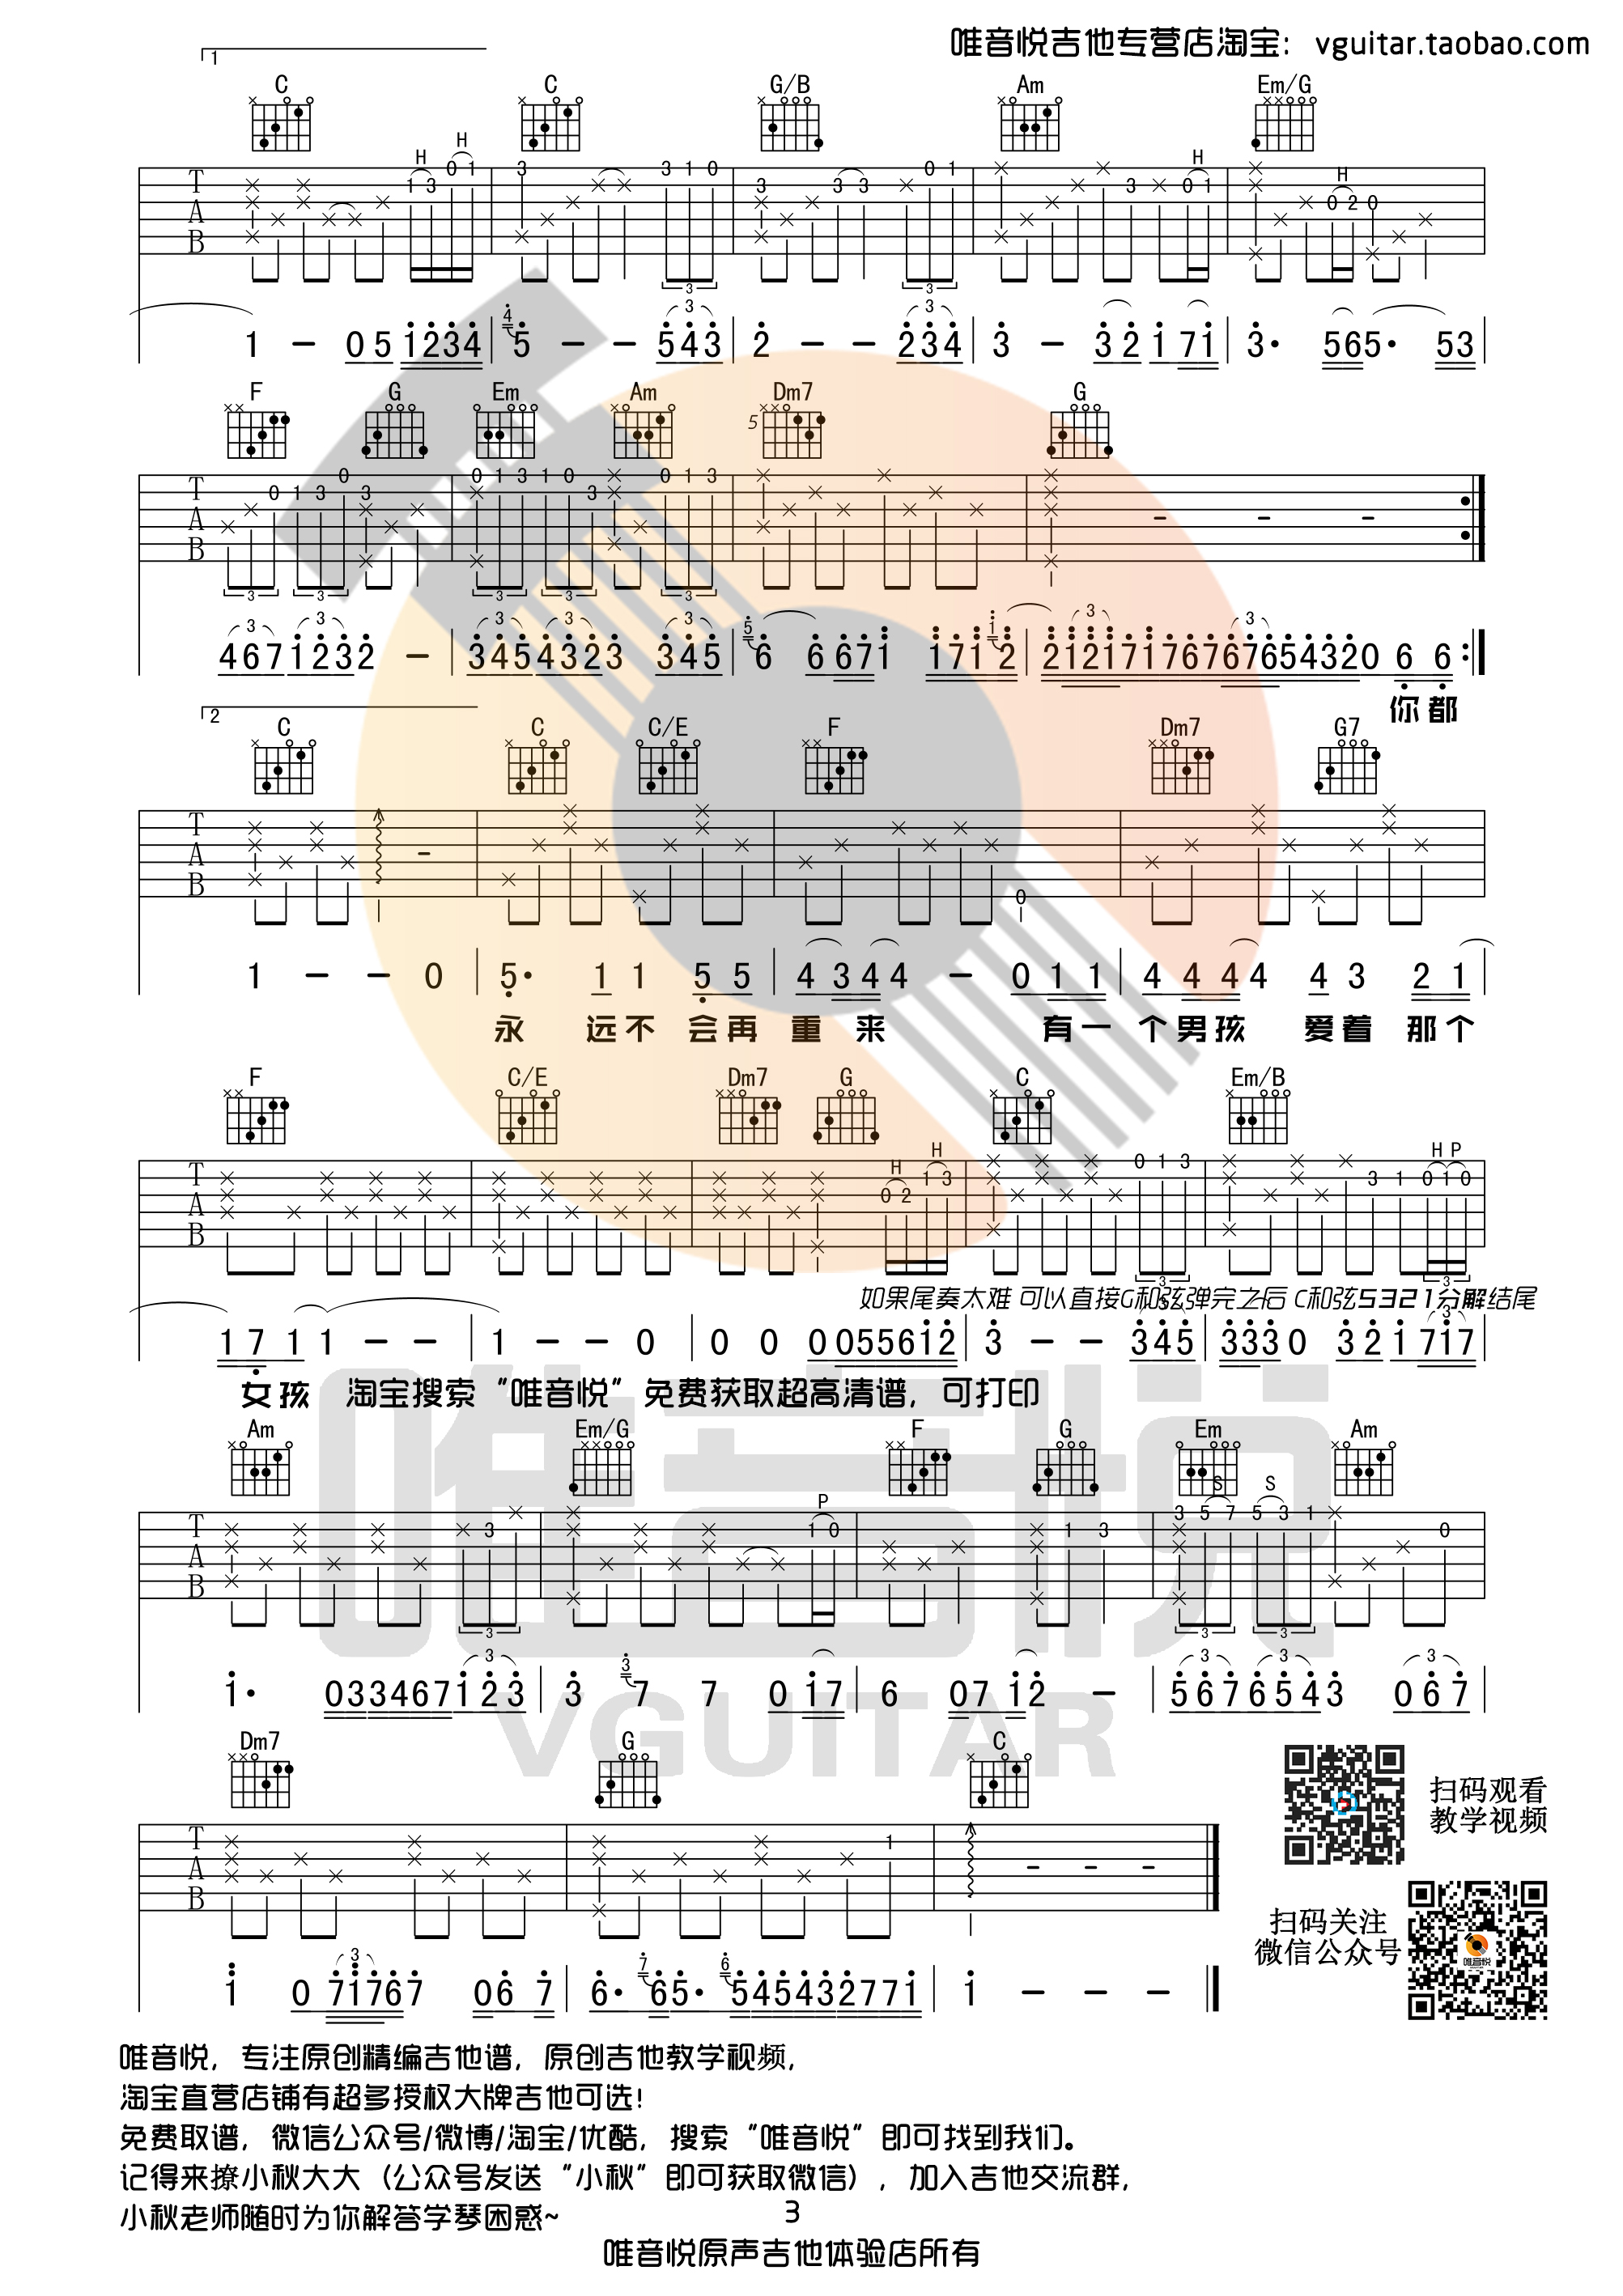 唯音悦吉他专营店淘宝：vguitar.taobao.com
1
C C G/B Am Em/G
H H H H
T A B
1 - 0 5 1 2 3 4 4 5 - - 5 4 3 2 - - 2 3 4 3 - 3 2 1 7 1 3· 5 6 5· 5 3
F G Em Am Dm7 G
5
T A B
4 6 7 1 2 3 2 - 3 4 5 4 3 2 3 3 4 5 5 6 6 6 7 1 1 7 1 1 2 2 1 2 1 7 1 7 6 7 6 7 6 5 4 3 2 0 6 6
你都
2
C C C/E F Dm7 G7
T A B
1 - - 0 5· 1 1 5 5 4 3 4 4 - 0 1 1 4 4 4 4 4 3 2 1
永 远不 会再 重 来 有一 个男孩 爱着 那个
F C/E Dm7 G C Em/B
H H H P
T A B
如果尾奏太难 可以直接G和弦弹完之后 C和弦5321分解结尾
1 7 1 1 - - 1 - - 0 0 0 0 0 5 5 6 1 2 3 - - 3 4 5 3 3 3 0 3 2 1 7 1 7
女孩 淘宝搜索“唯音悦”免费获取超高清谱，可打印
唯音悦
Am Em/G F G Em Am
P S S
T A B
1· 0 3 3 4 6 7 1 2 3 3 3 7 7 0 1 7 6 0 7 1 2 - 5 6 7 6 5 4 3 0 6 7
VGUITAR
Dm7 G C
T A B
扫码观看
教学视频
扫码关注
微信公众号
唯音悦
1 0 7 1 7 6 7 0 6 7 6· 7 6 5· 6 5 4 5 4 3 2 7 7 1 1 - - -
唯音悦，专注原创精编吉他谱，原创吉他教学视频，
淘宝直营店铺有超多授权大牌吉他可选！
免费取谱，微信公众号/微博/淘宝/优酷，搜索“唯音悦”即可找到我们。
记得来撩小秋大大（公众号发送“小秋”即可获取微信），加入吉他交流群，
小秋老师随时为你解答学琴困惑~
3
唯音悦原声吉他体验店所有